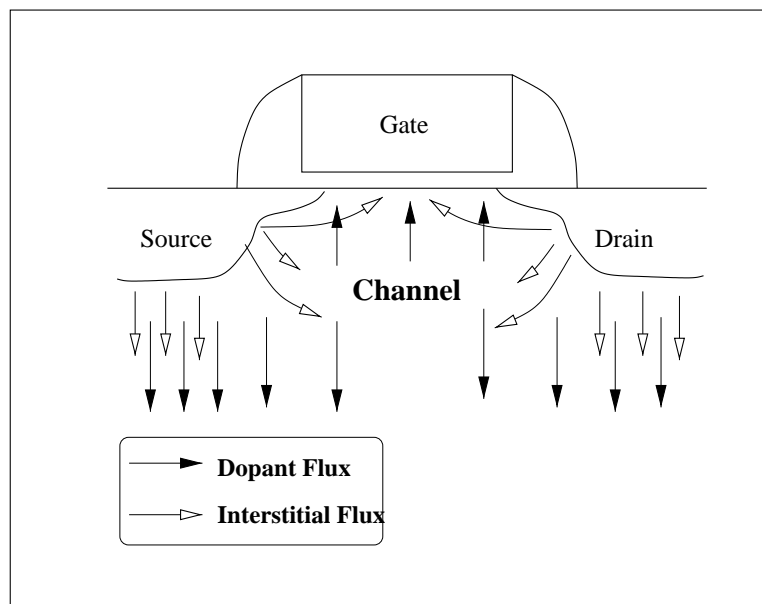 Gate
Source
Drain
Channel
Dopant Flux
Interstitial Flux